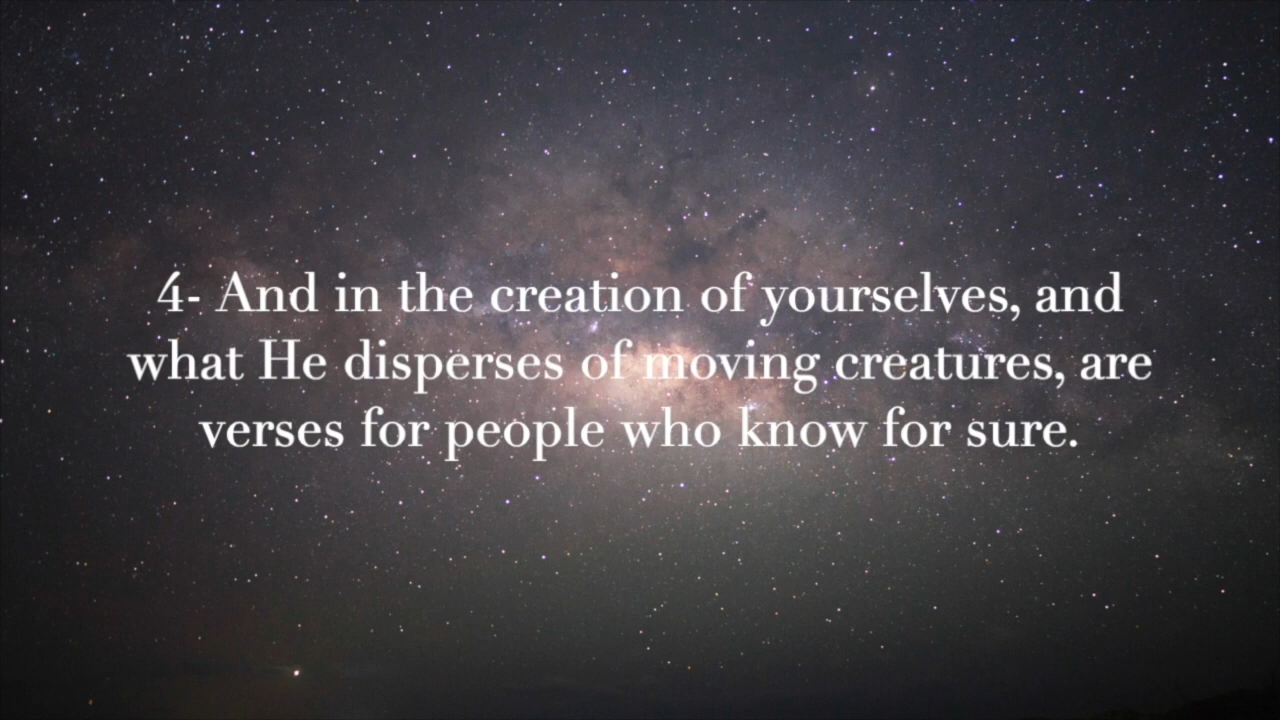 4- And in the creation of yourselves, and
what He disperses of moving creatures, are
verses for people who know for sure.